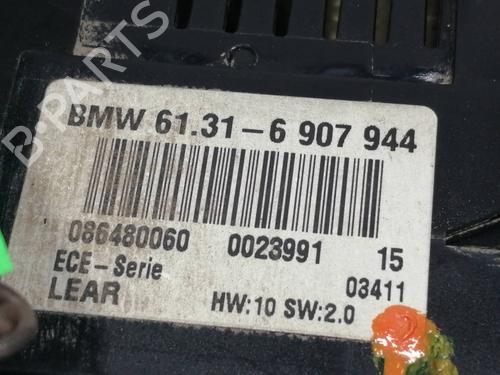 B-PARTS
BMW 61.31-6 907 944
086480060 0023991 15
ECE-Serie 03411
LEAR HW:10 SW:2.0